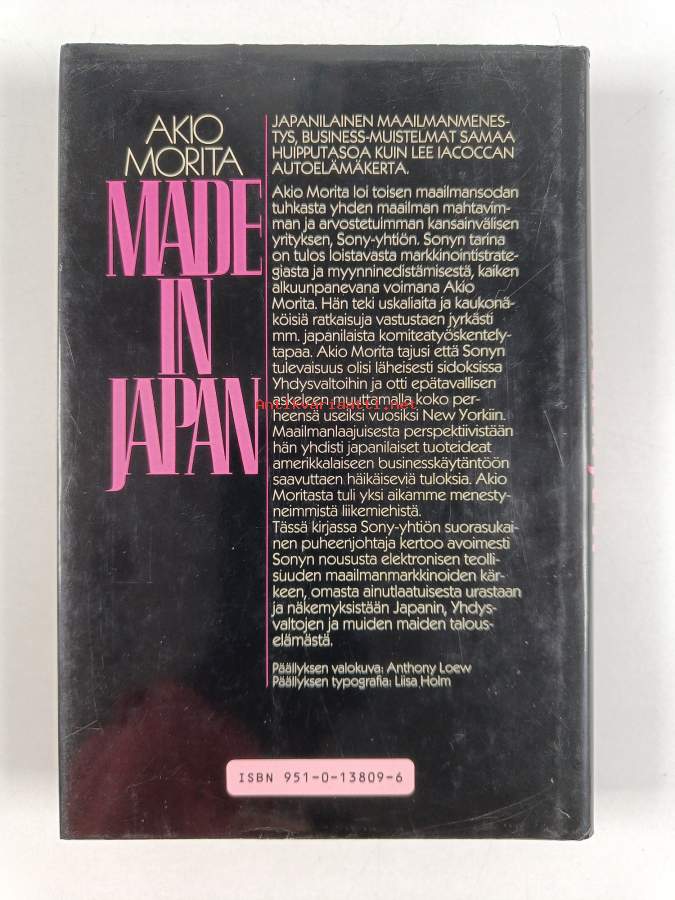 AKIO
MORITA
MADE
IN
JAPAN
JAPANILAINEN MAAILMANMENES-
TYS, BUSINESS-MUISTELMAT SAMAA
HUIPPUTASOA KUIN LEE IACOCCAN
AUTOELÄMÄKERTA.
Akio Morita loi toisen maailmansodan
tuhkasta yhden maailman mahtavim-
man ja arvostetuimman kansainvälisen
yrityksen, Sony-yhtiön. Sonyn tarina
on tulos loistavasta markkinointistrate-
giasta ja myynninedistämisestä, kaiken
alkuunpanevana voimana Akio
Morita. Hän teki uskaliaita ja kaukonä-
köisiä ratkaisuja vastustaen jyrkästi
mm. japanilaista komiteatyöskentely-
tapaa. Akio Morita tajusi että Sonyn
tulevaisuus olisi läheisesti sidoksissa
Yhdysvaltoihin ja otti epätavallisen
askeleen muuttamalla koko per-
heensä useiksi vuosiksi New Yorkiin.
Maailmanlaajuisesta perspektiivistään
hän yhdisti japanilaiset tuoteideat
amerikkalaiseen businesskäytäntöön
saavuttaen häikäiseviä tuloksia. Akio
Moritasta tuli yksi aikamme menesty-
neimmistä liikemiehistä.
Tässä kirjassa Sony-yhtiön suorasukai-
nen puheenjohtaja kertoo avoimesti
Sonyn noususta elektronisen teolli-
suuden maailmanmarkkinoiden kär-
keen, omasta ainutlaatuisesta urastaan
ja näkemyksistään Japanin, Yhdys-
valtojen ja muiden maiden talous-
elämästä.
Päällyksen valokuva: Anthony Loew
Päällyksen typografia: Liisa Holm
ISBN 951-0-13809-6
Antikvariaatti.net